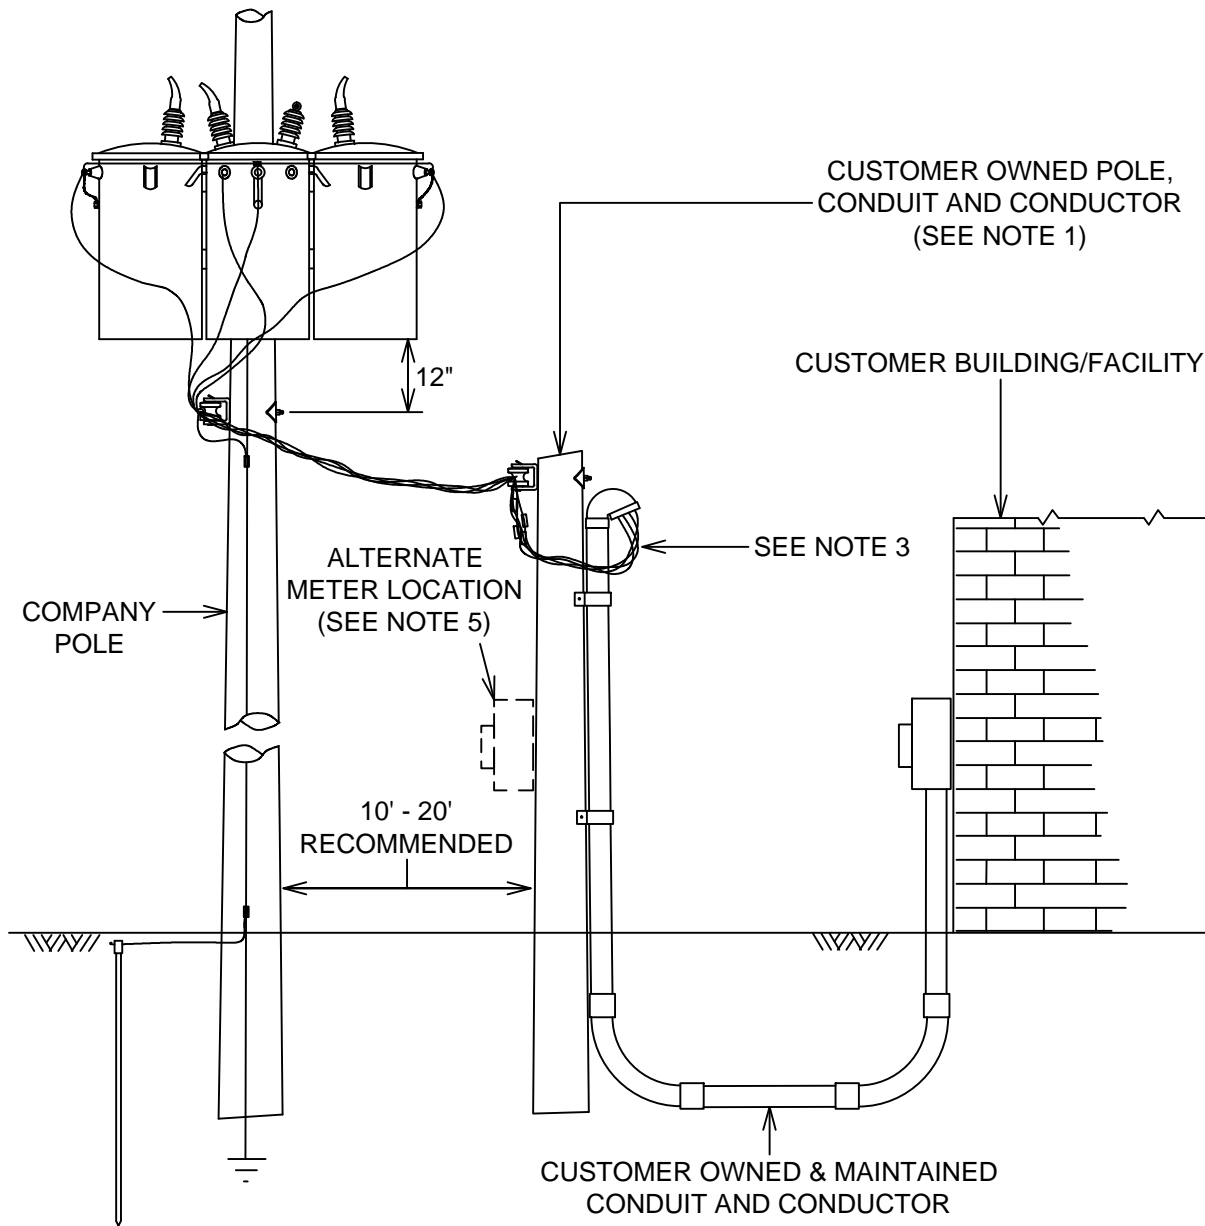 CUSTOMER OWNED POLE,
CONDUIT AND CONDUCTOR
(SEE NOTE 1)
CUSTOMER BUILDING/FACILITY
12"
SEE NOTE 3
ALTERNATE
METER LOCATION
(SEE NOTE 5)
COMPANY
POLE
10' - 20'
RECOMMENDED
CUSTOMER OWNED & MAINTAINED
CONDUIT AND CONDUCTOR